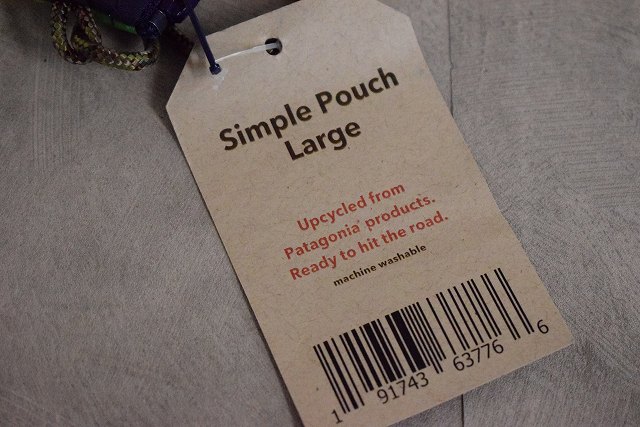 Simple Pouch
Large
Upcycled from
Patagonia® products.
Ready to hit the road.
machine washable
1 91743 63776 6